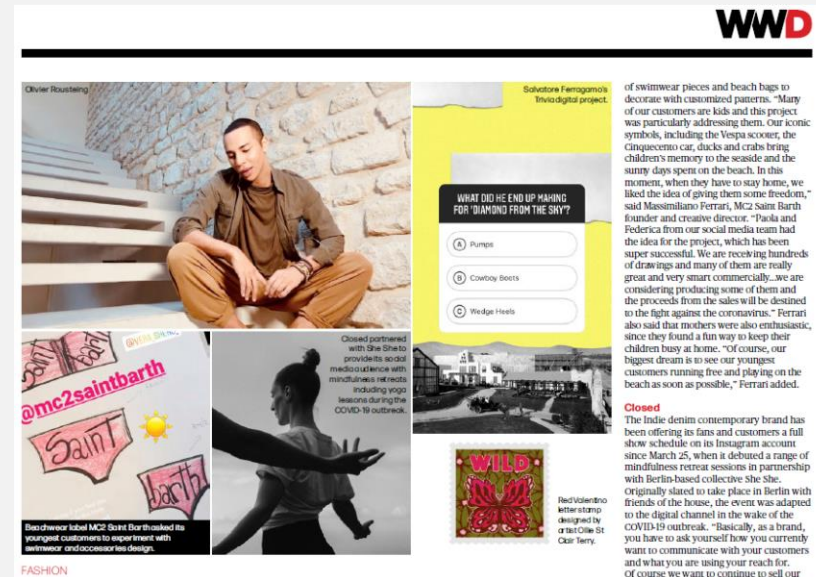 WWD
Olivier Rousteing
Salvatore Ferragamo's
Trivia digital project.
WHAT DID HE END UP MAKING
FOR 'DIAMOND FROM THE SKY'?
A Pumps
B Cowboy Boots
C Wedge Heels
@mc2saintbarth
Saint
barth
Beachwear label MC2 Saint Barth asked its
youngest customers to experiment with
swimwear and accessories design.
Closed partnered
with She She to
provide its social
media audience with
mindfulness retreats
including yoga
lessons during the
COVID-19 outbreak.
WILD
Red Valentino
letter stamp
designed by
artist Ollie St
Clair Terry.
FASHION
of swimwear pieces and beach bags to
decorate with customized patterns. "Many
of our customers are kids and this project
was particularly addressing them. Our iconic
symbols, including the Vespa scooter, the
Cinquecento car, ducks and crabs bring
children's memory to the seaside and the
sunny days spent on the beach. In this
moment, when they have to stay home, we
liked the idea of giving them some freedom,"
said Massimiliano Ferrari, MC2 Saint Barth
founder and creative director. "Paola and
Federica from our social media team had
the idea for the project, which has been
super successful. We are receiving hundreds
of drawings and many of them are really
great and very smart commercially...we are
considering producing some of them and
the proceeds from the sales will be destined
to the fight against the coronavirus." Ferrari
also said that mothers were also enthusiastic,
since they found a fun way to keep their
children busy at home. "Of course, our
biggest dream is to see our youngest
customers running free and playing on the
beach as soon as possible," Ferrari added.
Closed
The Indie denim contemporary brand has
been offering its fans and customers a full
show schedule on its Instagram account
since March 25, when it debuted a range of
mindfulness retreat sessions in partnership
with Berlin-based collective She She.
Originally slated to take place in Berlin with
friends of the house, the event was adapted
to the digital channel in the wake of the
COVID-19 outbreak. "Basically, as a brand,
you have to ask yourself how you currently
want to communicate with your customers
and what you are using your reach for.
Of course we want to continue to sell our